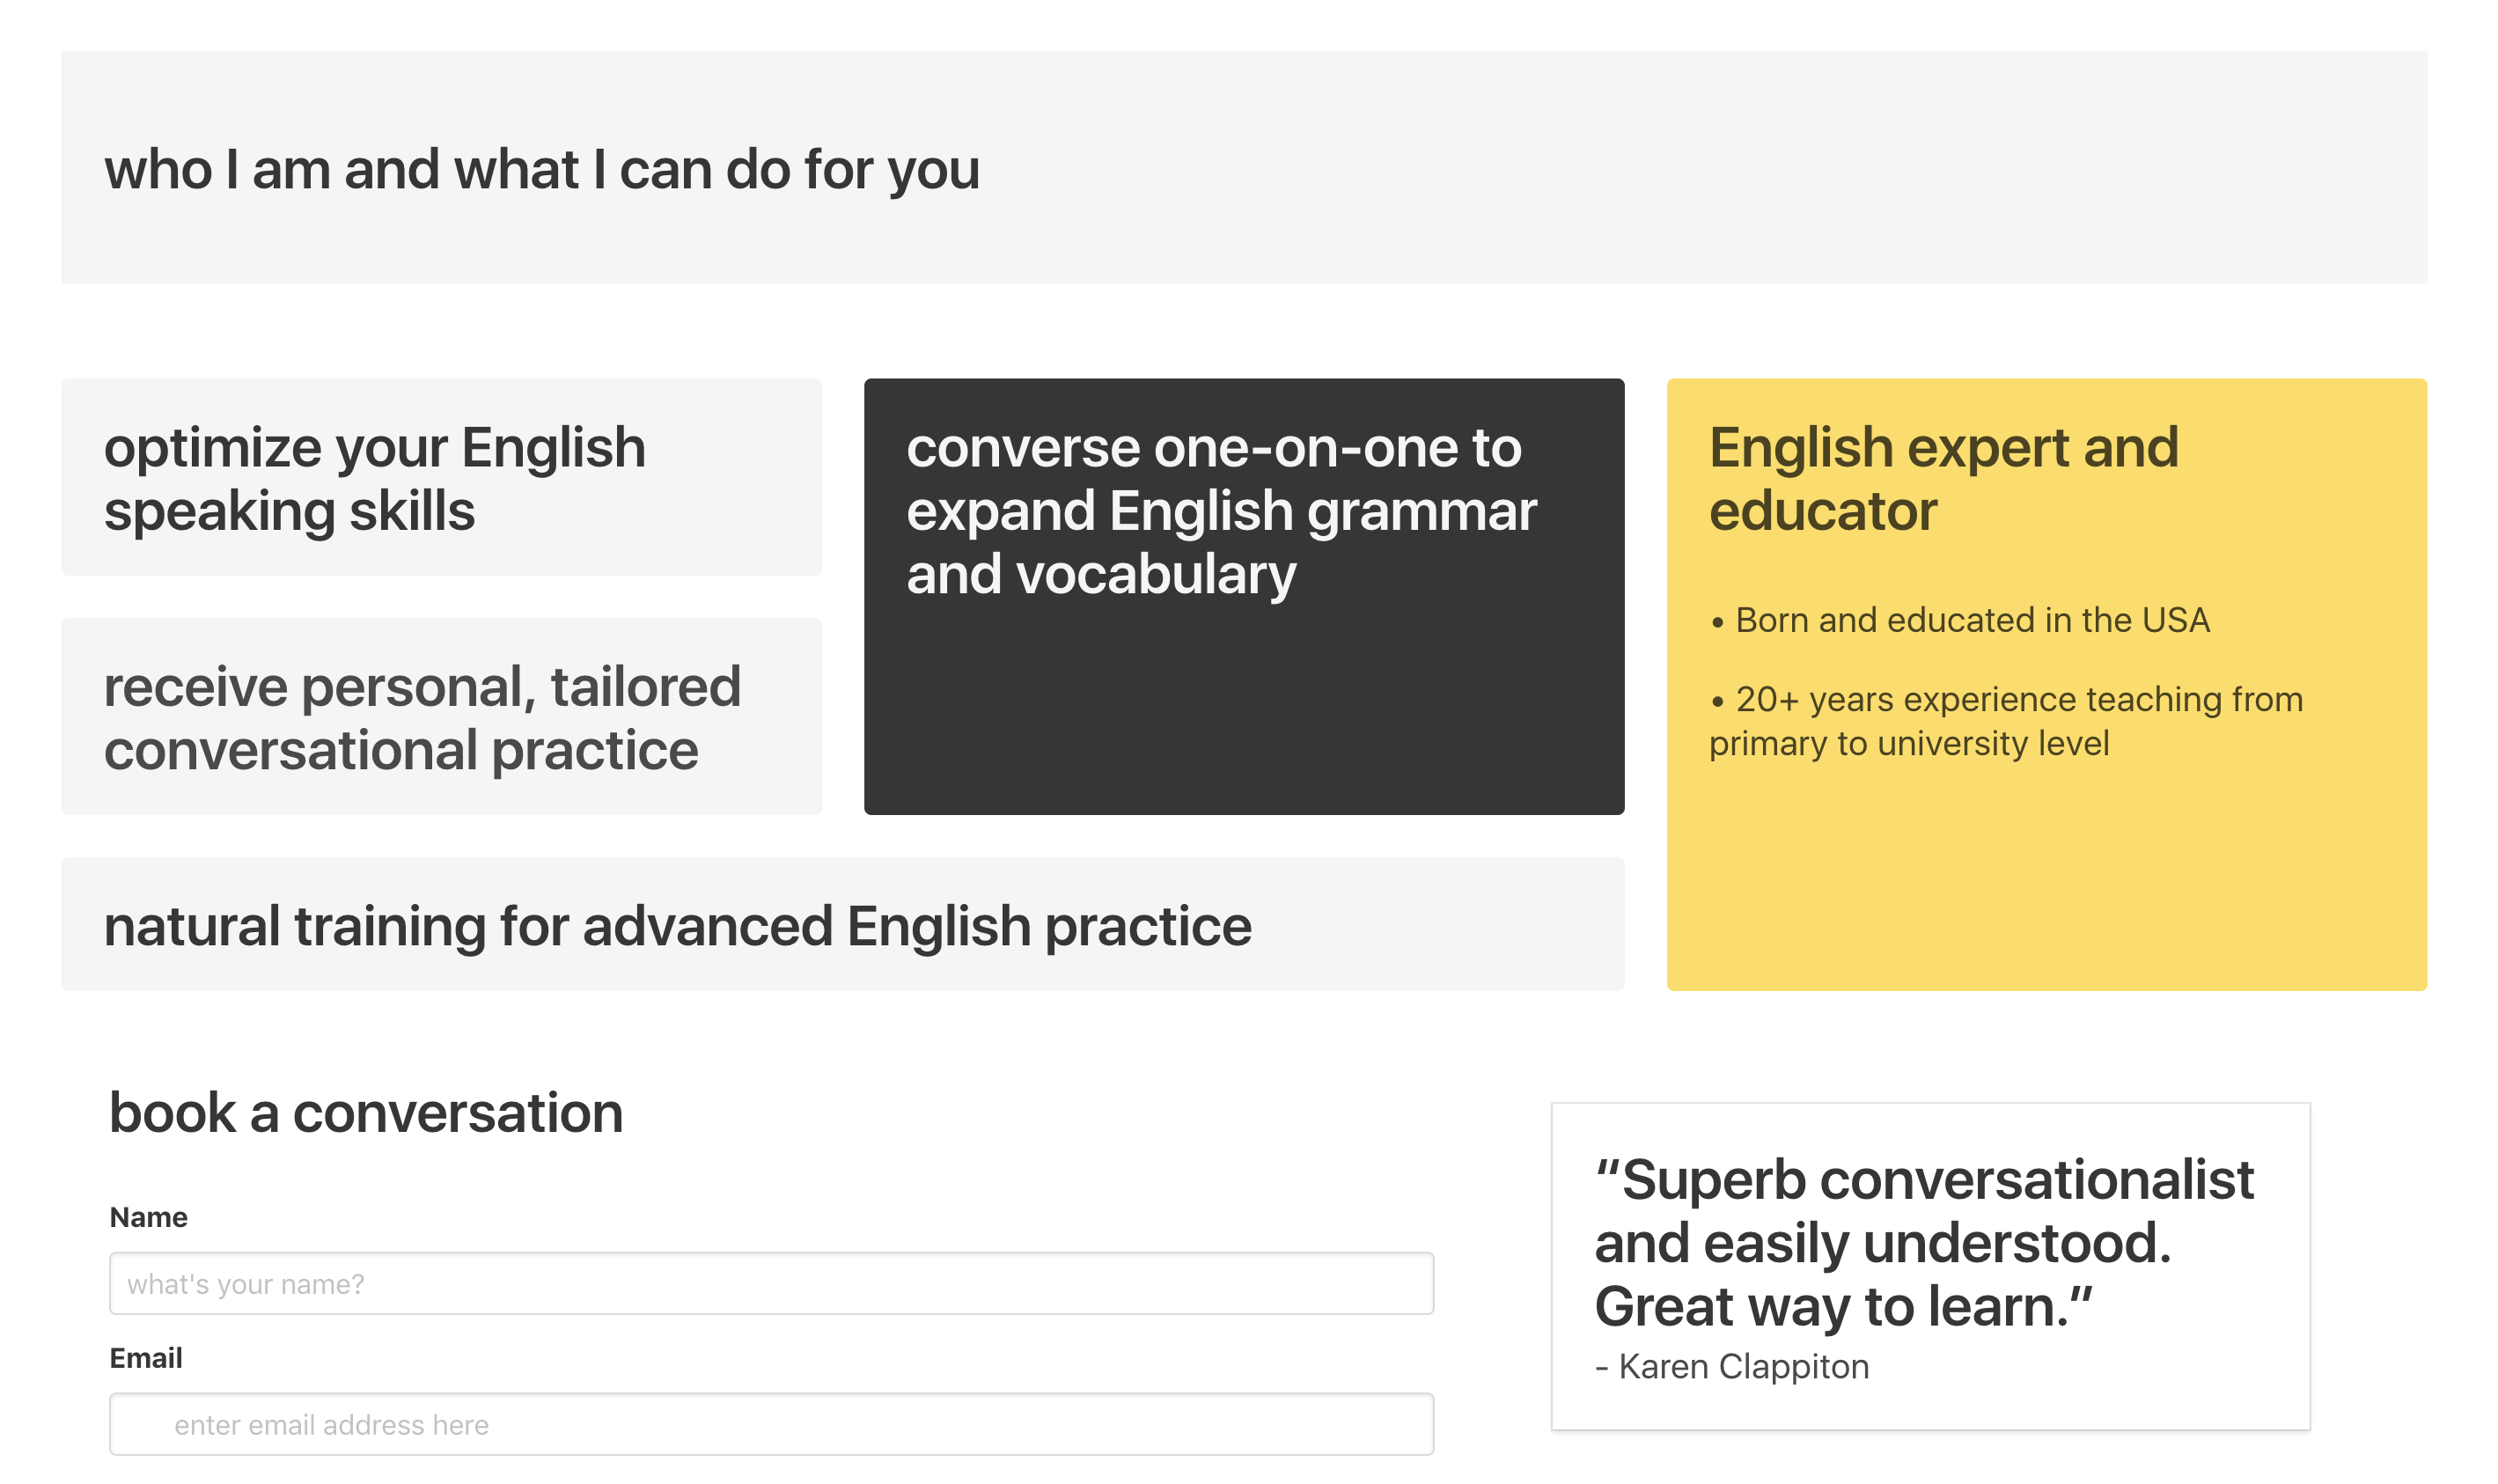 who I am and what I can do for you
optimize your English
speaking skills
receive personal, tailored
conversational practice
converse one-on-one to
expand English grammar
and vocabulary
natural training for advanced English practice
English expert and
educator
• Born and educated in the USA
• 20+ years experience teaching from
primary to university level
book a conversation
Name
what's your name?
Email
enter email address here
“Superb conversationalist
and easily understood.
Great way to learn.”
- Karen Clappiton